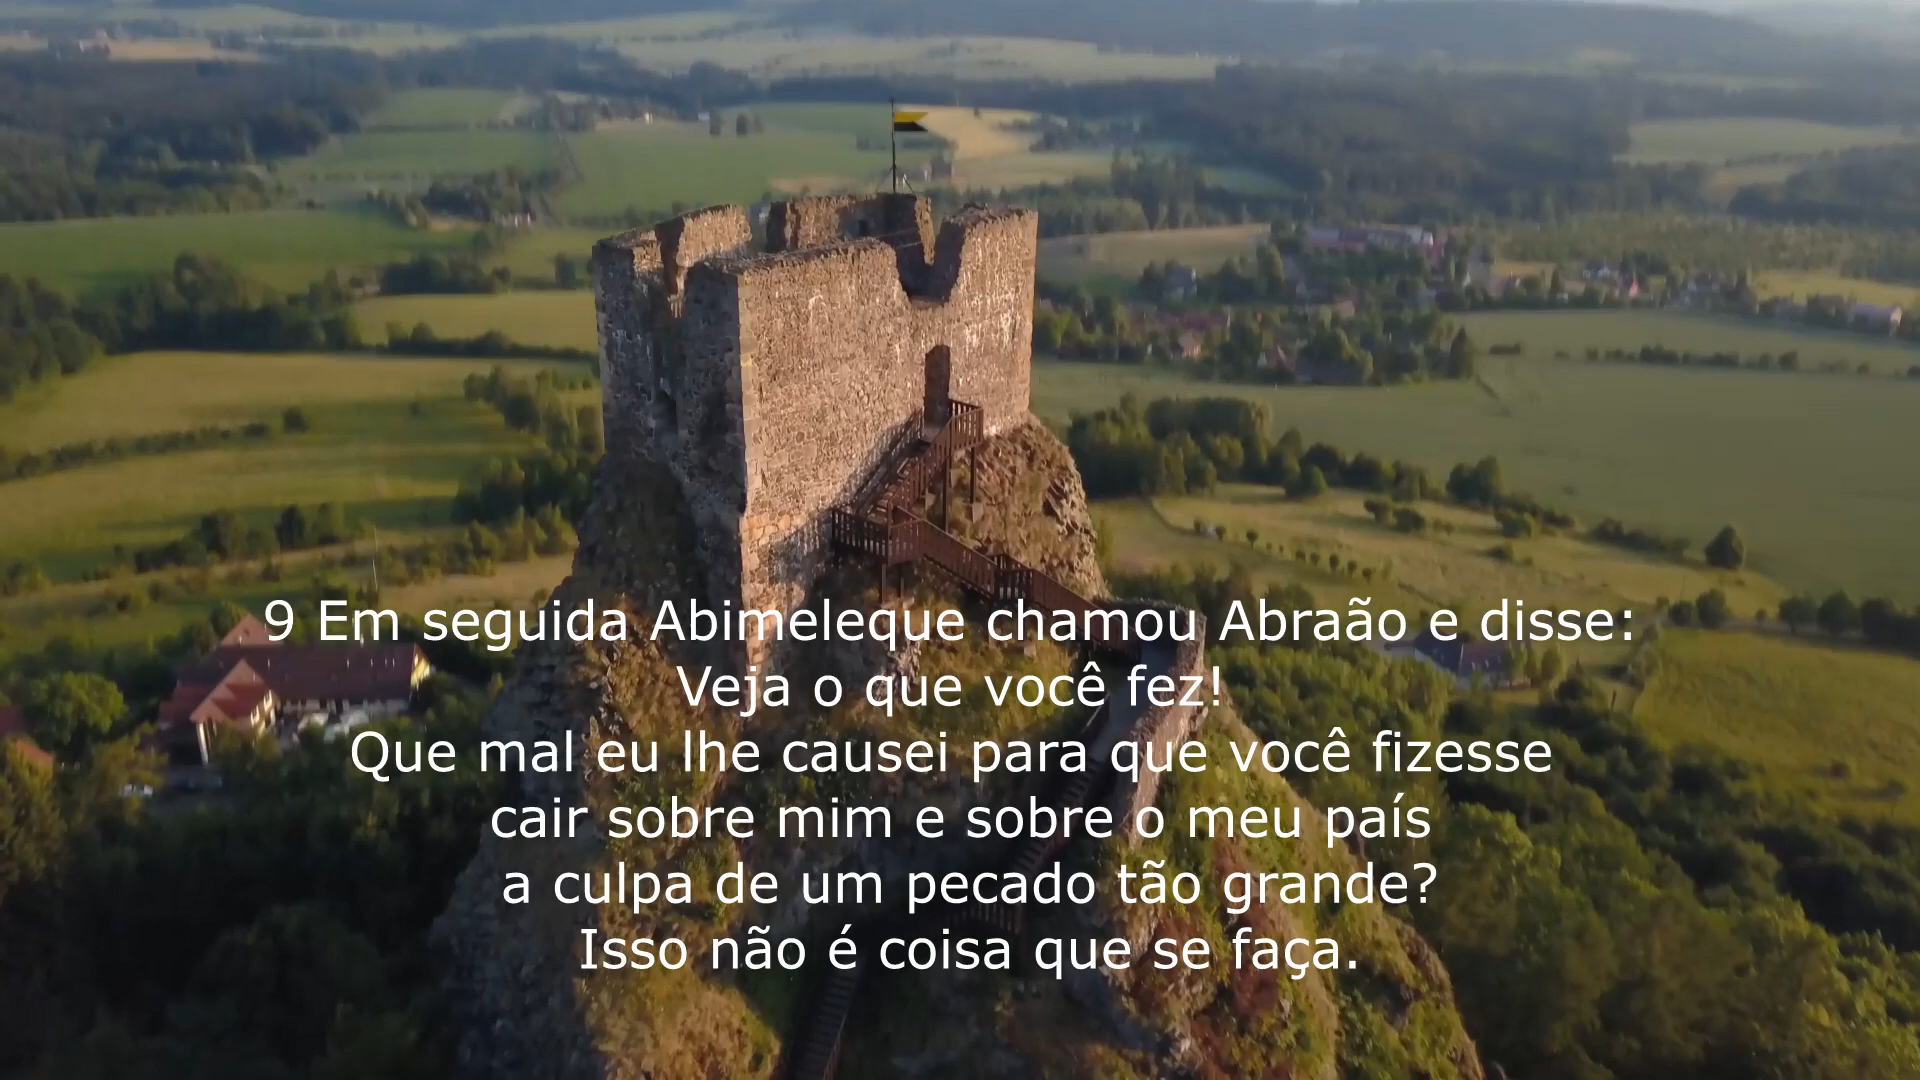 9 Em seguida Abimeleque chamou Abraão e disse:
Veja o que você fez!
Que mal eu lhe causei para que você fizesse
cair sobre mim e sobre o meu país
a culpa de um pecado tão grande?
Isso não é coisa que se faça.